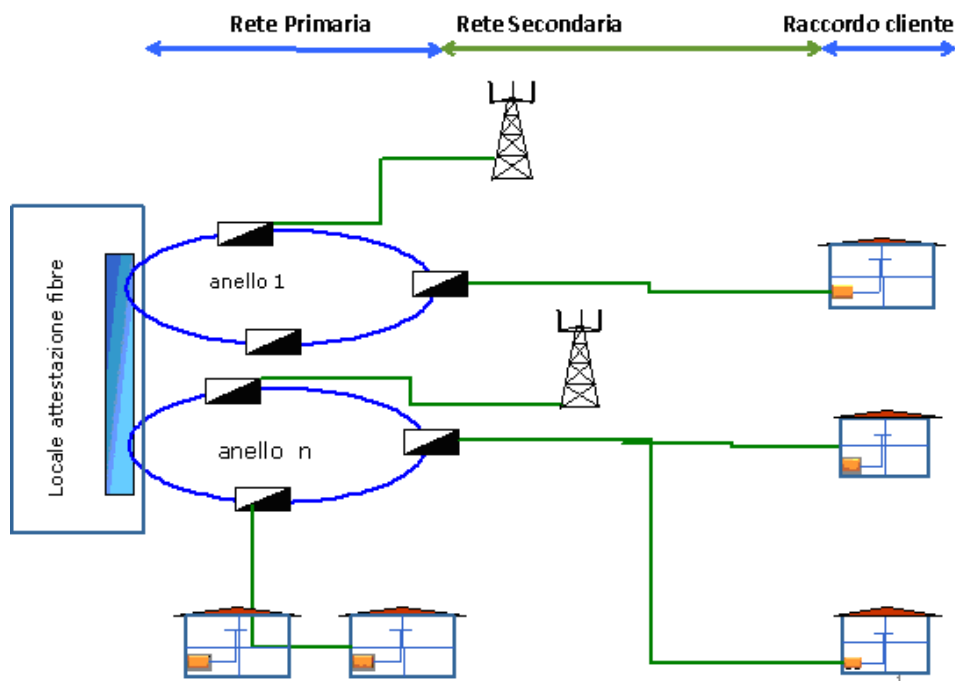 Rete Primaria
Rete Secondaria
Raccordo cliente
Locale attestazione fibre
anello 1
anello n